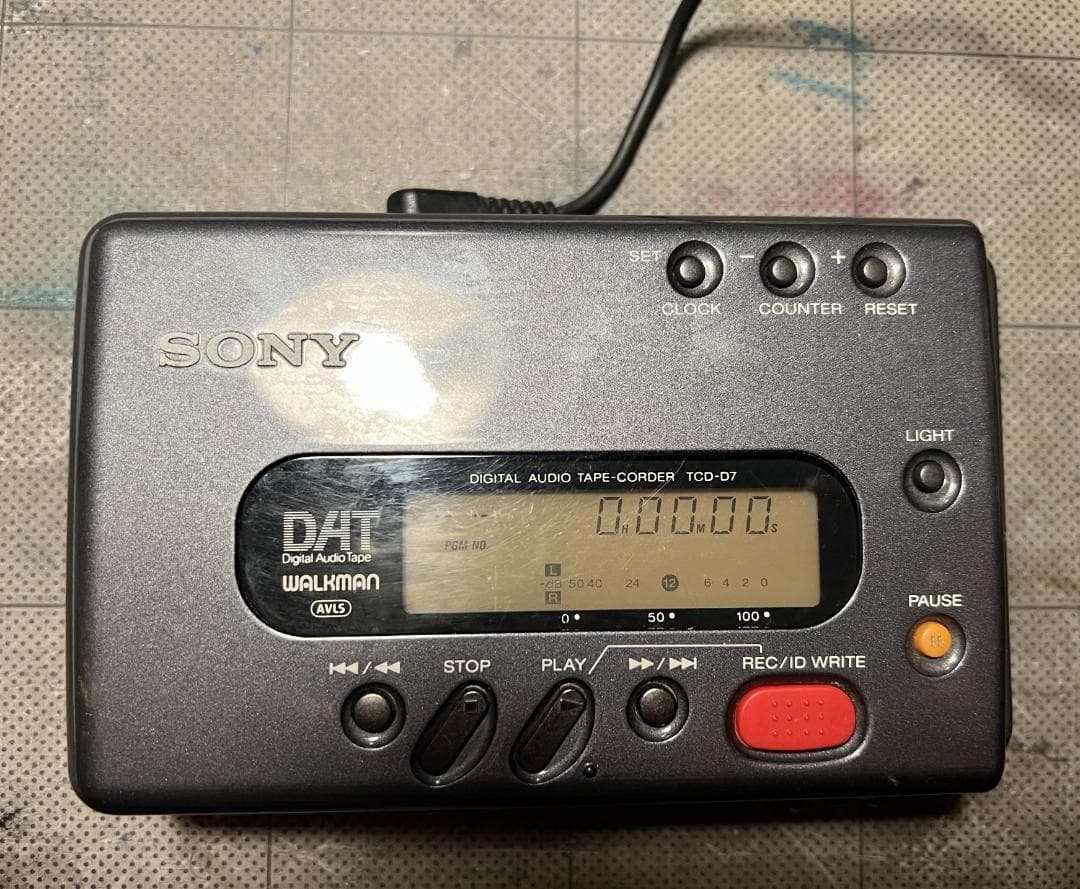 SET - +
CLOCK COUNTER RESET
SONY
LIGHT
DIGITAL AUDIO TAPE-CORDER TCD-D7
DAT
Digital Audio Tape
WALKMAN
AVLS
-- 0H00M00S
PGM NO.
L
-dB 50 40 24 12 6 4 2 0
R
0 • 50 • 100 •
PAUSE
⏮/⏪ STOP PLAY ⏩/⏭ REC/ID WRITE